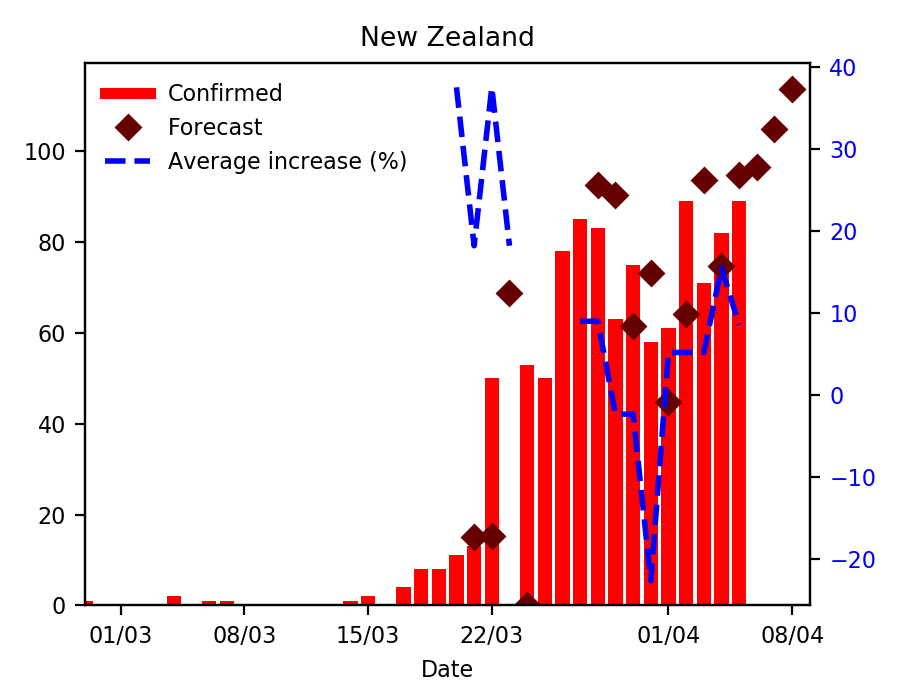 New Zealand
Confirmed
Forecast
Average increase (%)
100
80
60
40
20
0
40
30
20
10
0
−10
−20
01/03 08/03 15/03 22/03 01/04 08/04
Date